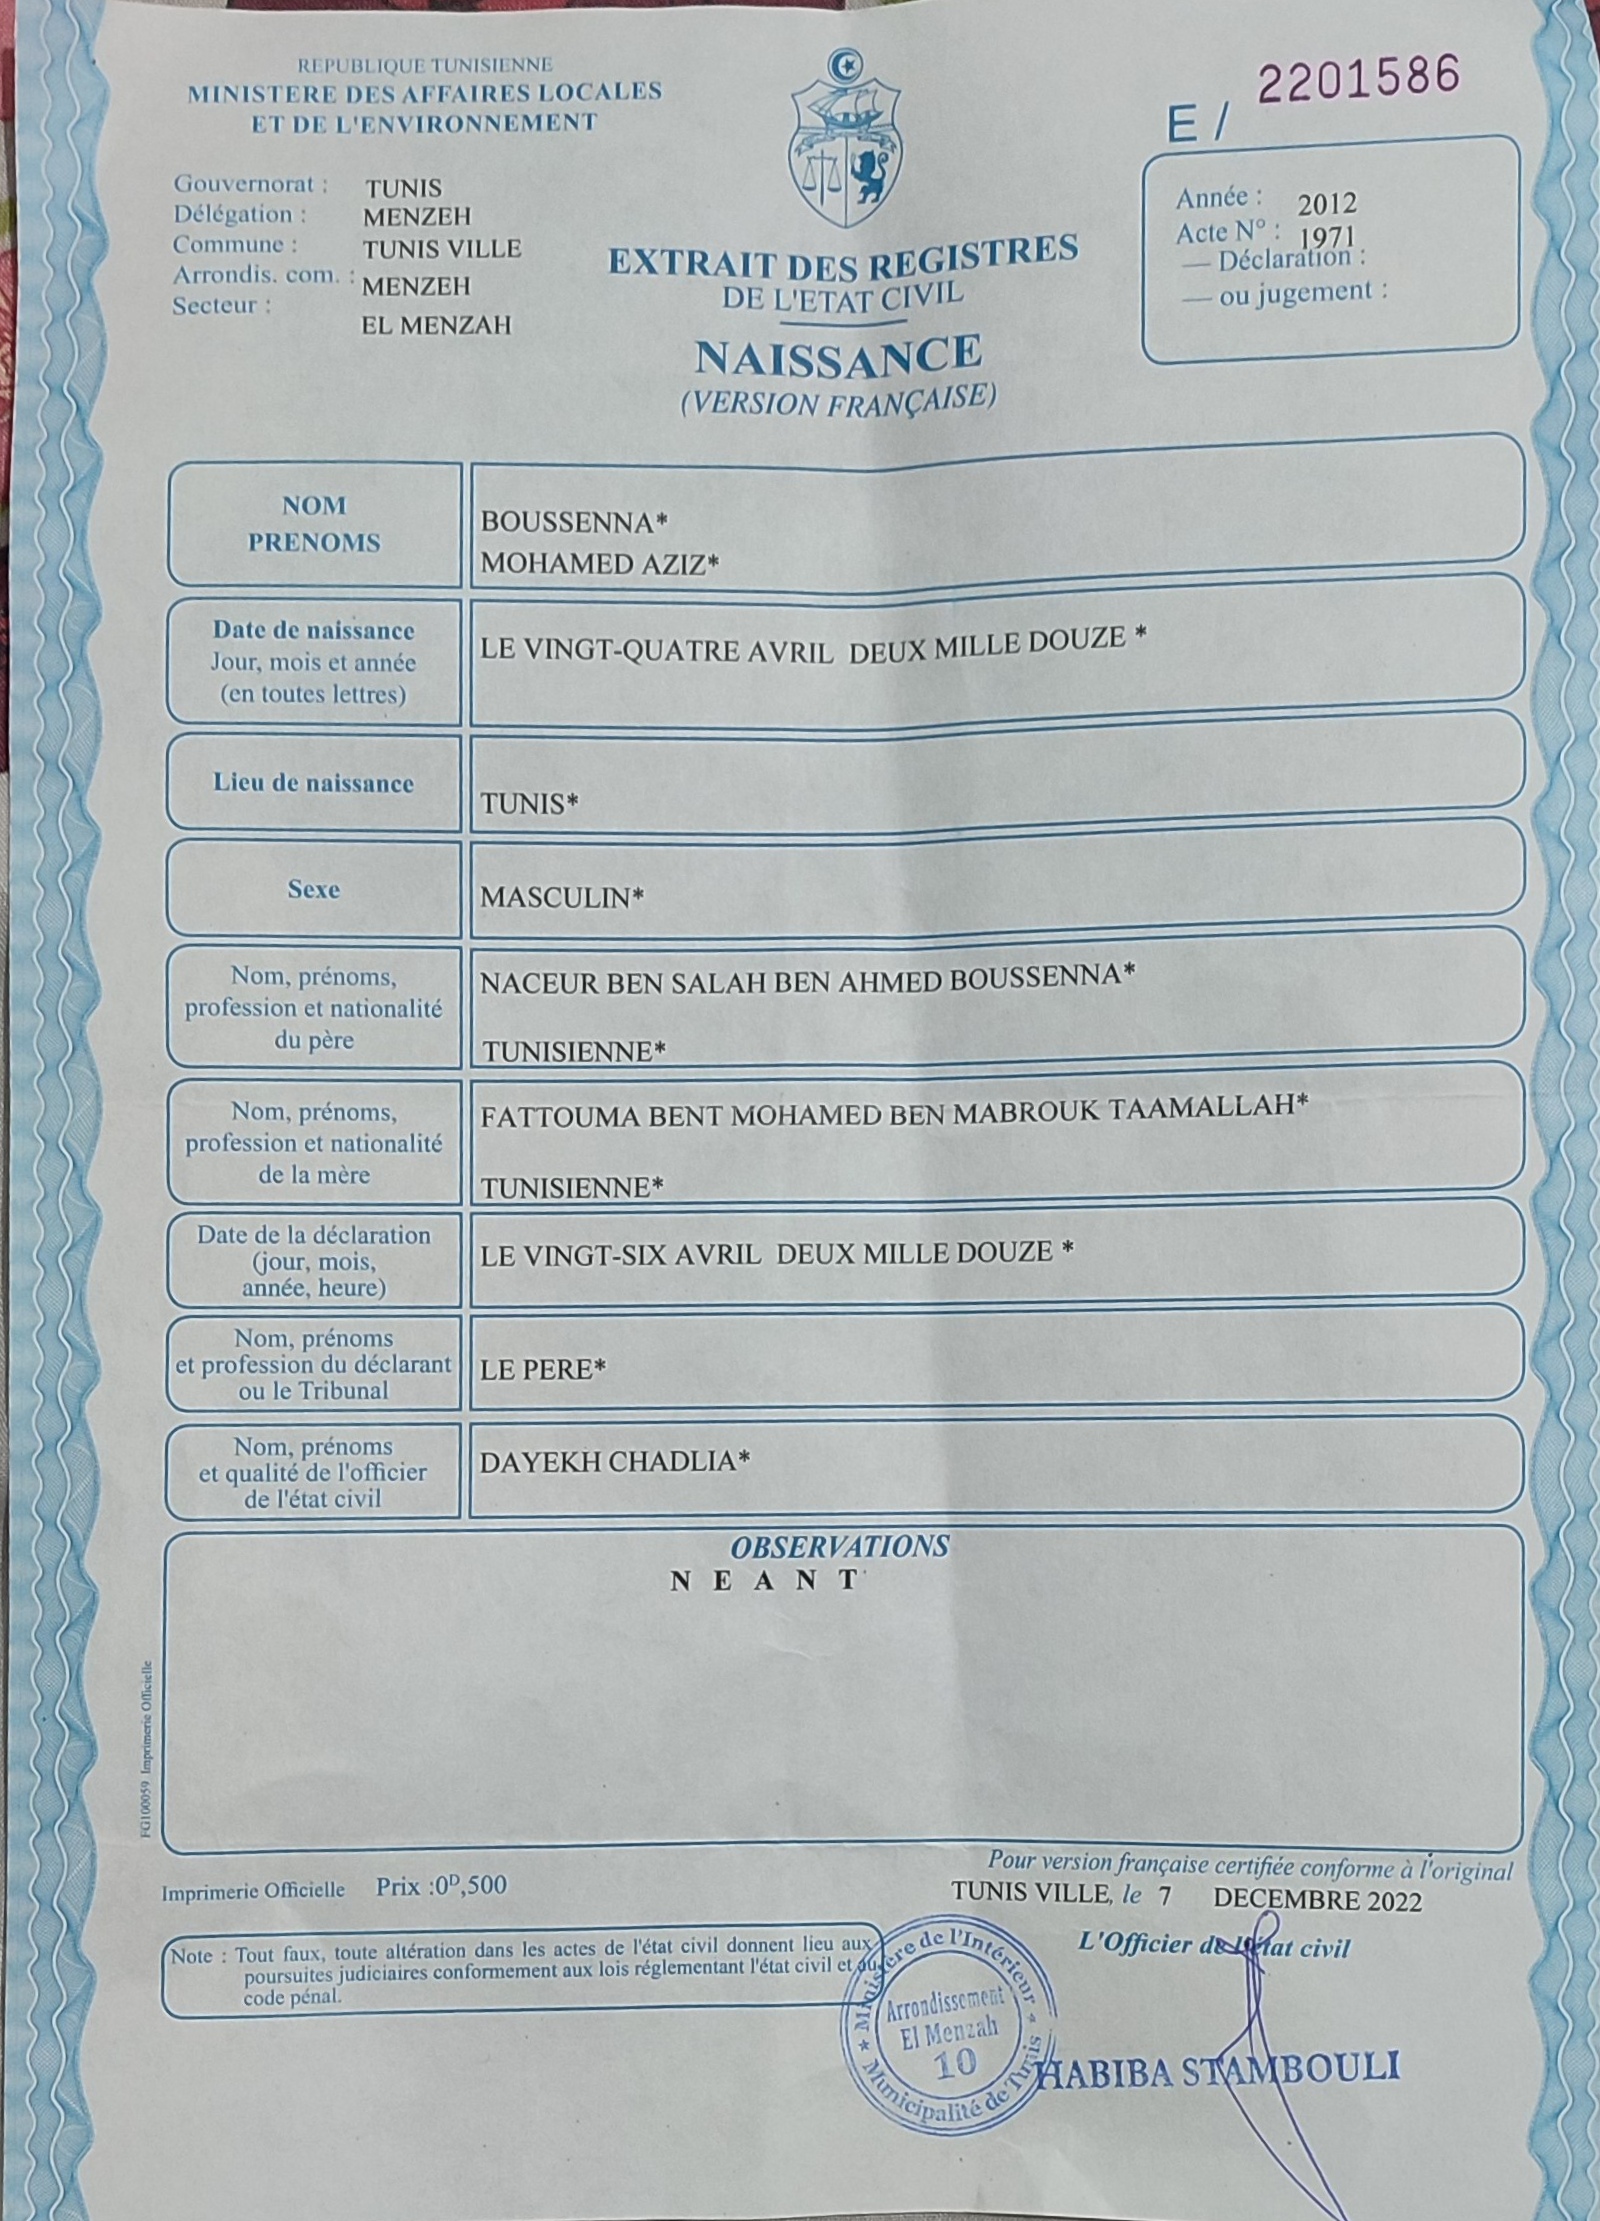 REPUBLIQUE TUNISIENNE
MINISTERE DES AFFAIRES LOCALES
ET DE L'ENVIRONNEMENT
Gouvernorat : TUNIS
Délégation : MENZEH
Commune : TUNIS VILLE
Arrondis. com. : MENZEH
Secteur : EL MENZAH
E / 2201586
Année : 2012
Acte N° : 1971
— Déclaration :
— ou jugement :
EXTRAIT DES REGISTRES
DE L'ETAT CIVIL
NAISSANCE
(VERSION FRANÇAISE)
NOM
PRENOMS
BOUSSENNA*
MOHAMED AZIZ*
Date de naissance
Jour, mois et année
(en toutes lettres)
LE VINGT-QUATRE AVRIL DEUX MILLE DOUZE *
Lieu de naissance
TUNIS*
Sexe
MASCULIN*
Nom, prénoms,
profession et nationalité
du père
NACEUR BEN SALAH BEN AHMED BOUSSENNA*
TUNISIENNE*
Nom, prénoms,
profession et nationalité
de la mère
FATTOUMA BENT MOHAMED BEN MABROUK TAAMALLAH*
TUNISIENNE*
Date de la déclaration
(jour, mois,
année, heure)
LE VINGT-SIX AVRIL DEUX MILLE DOUZE *
Nom, prénoms
et profession du déclarant
ou le Tribunal
LE PERE*
Nom, prénoms
et qualité de l'officier
de l'état civil
DAYEKH CHADLIA*
OBSERVATIONS
N E A N T
FG100059 Imprimerie Officielle
Imprimerie Officielle Prix :0D,500
Pour version française certifiée conforme à l'original
TUNIS VILLE, le 7 DECEMBRE 2022
L'Officier de l'état civil
Note : Tout faux, toute altération dans les actes de l'état civil donnent lieu aux
poursuites judiciaires conformement aux lois réglementant l'état civil et au
code pénal.
Ministère de l'Intérieur
Arrondissement
El Menzah
10
Municipalité de Tunis
HABIBA STAMBOULI